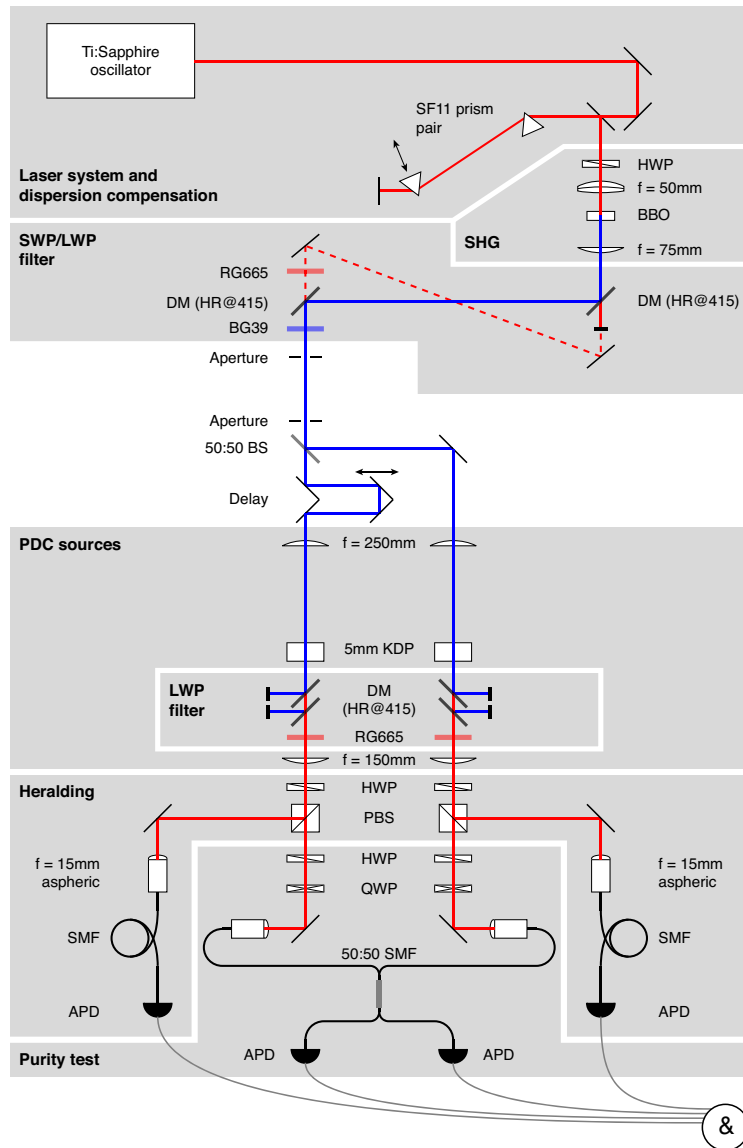 Ti:Sapphire
oscillator
SF11 prism
pair
Laser system and
dispersion compensation
HWP
f = 50mm
BBO
f = 75mm
SHG
SWP/LWP
filter
RG665
DM (HR@415)
DM (HR@415)
BG39
Aperture
Aperture
50:50 BS
Delay
PDC sources
f = 250mm
5mm KDP
LWP
filter
DM
(HR@415)
RG665
f = 150mm
Heralding
HWP
PBS
f = 15mm
aspheric
HWP
QWP
f = 15mm
aspheric
SMF
50:50 SMF
SMF
APD
APD
Purity test
APD
APD
&